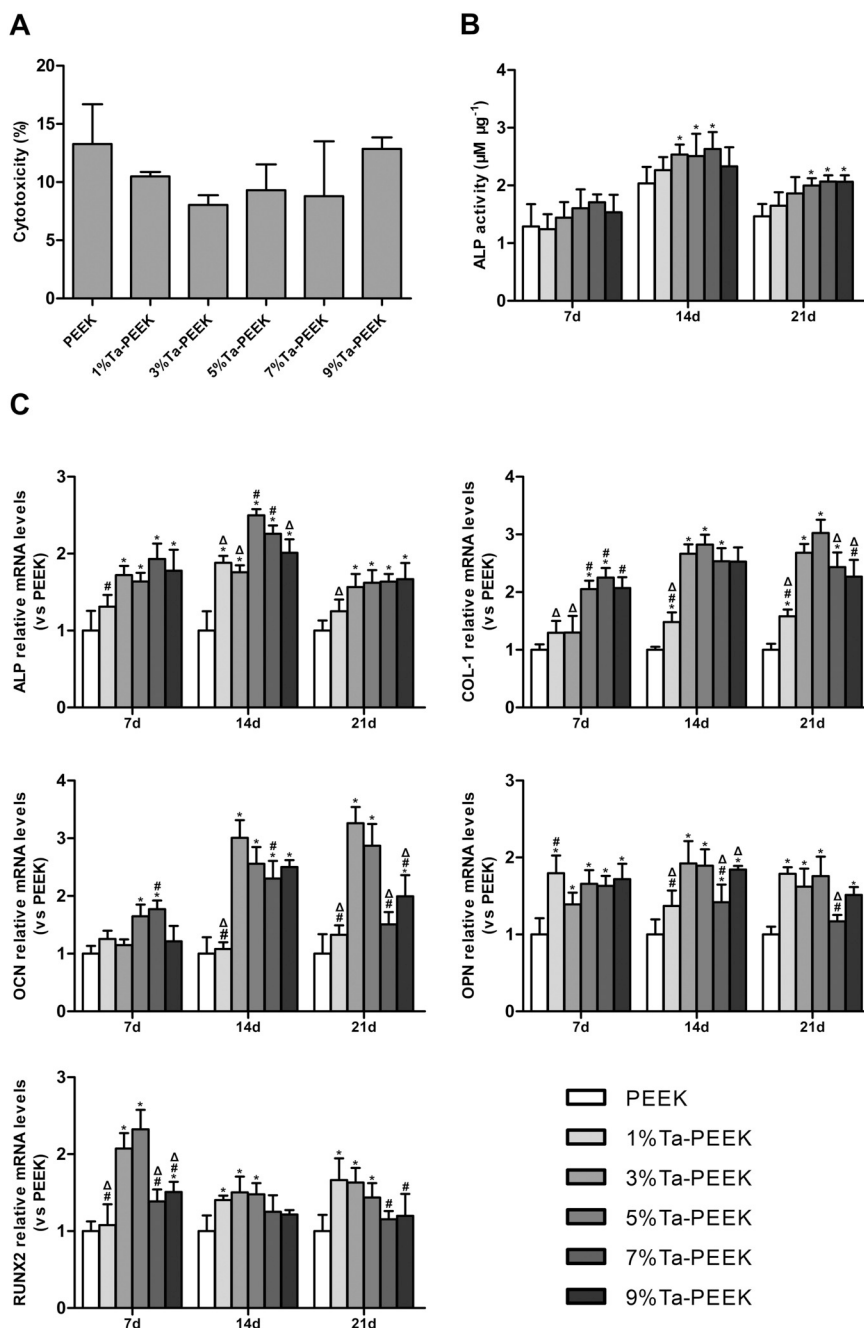 A
Cytotoxicity (%)
20
15
10
5
0
PEEK
1%Ta-PEEK
3%Ta-PEEK
5%Ta-PEEK
7%Ta-PEEK
9%Ta-PEEK
B
ALP activity (μM μg⁻¹)
4
3
2
1
0
* * *
* * *
7d 14d 21d
C
ALP relative mRNA levels
(vs PEEK)
3
2
1
0
# * * * *
Δ* Δ* #* #* Δ*
Δ * * * *
7d 14d 21d
COL-1 relative mRNA levels
(vs PEEK)
4
3
2
1
0
Δ Δ #* #* #
Δ#* * * *
Δ#* * * Δ* Δ#
7d 14d 21d
OCN relative mRNA levels
(vs PEEK)
4
3
2
1
0
* #*
Δ# * * #* *
Δ# * * Δ# Δ#*
7d 14d 21d
OPN relative mRNA levels
(vs PEEK)
3
2
1
0
#* * * * *
Δ# * * Δ#* Δ*
* * * Δ# *
7d 14d 21d
RUNX2 relative mRNA levels
(vs PEEK)
3
2
1
0
Δ# * * Δ# Δ#*
* * *
* * * # #
7d 14d 21d
PEEK
1%Ta-PEEK
3%Ta-PEEK
5%Ta-PEEK
7%Ta-PEEK
9%Ta-PEEK